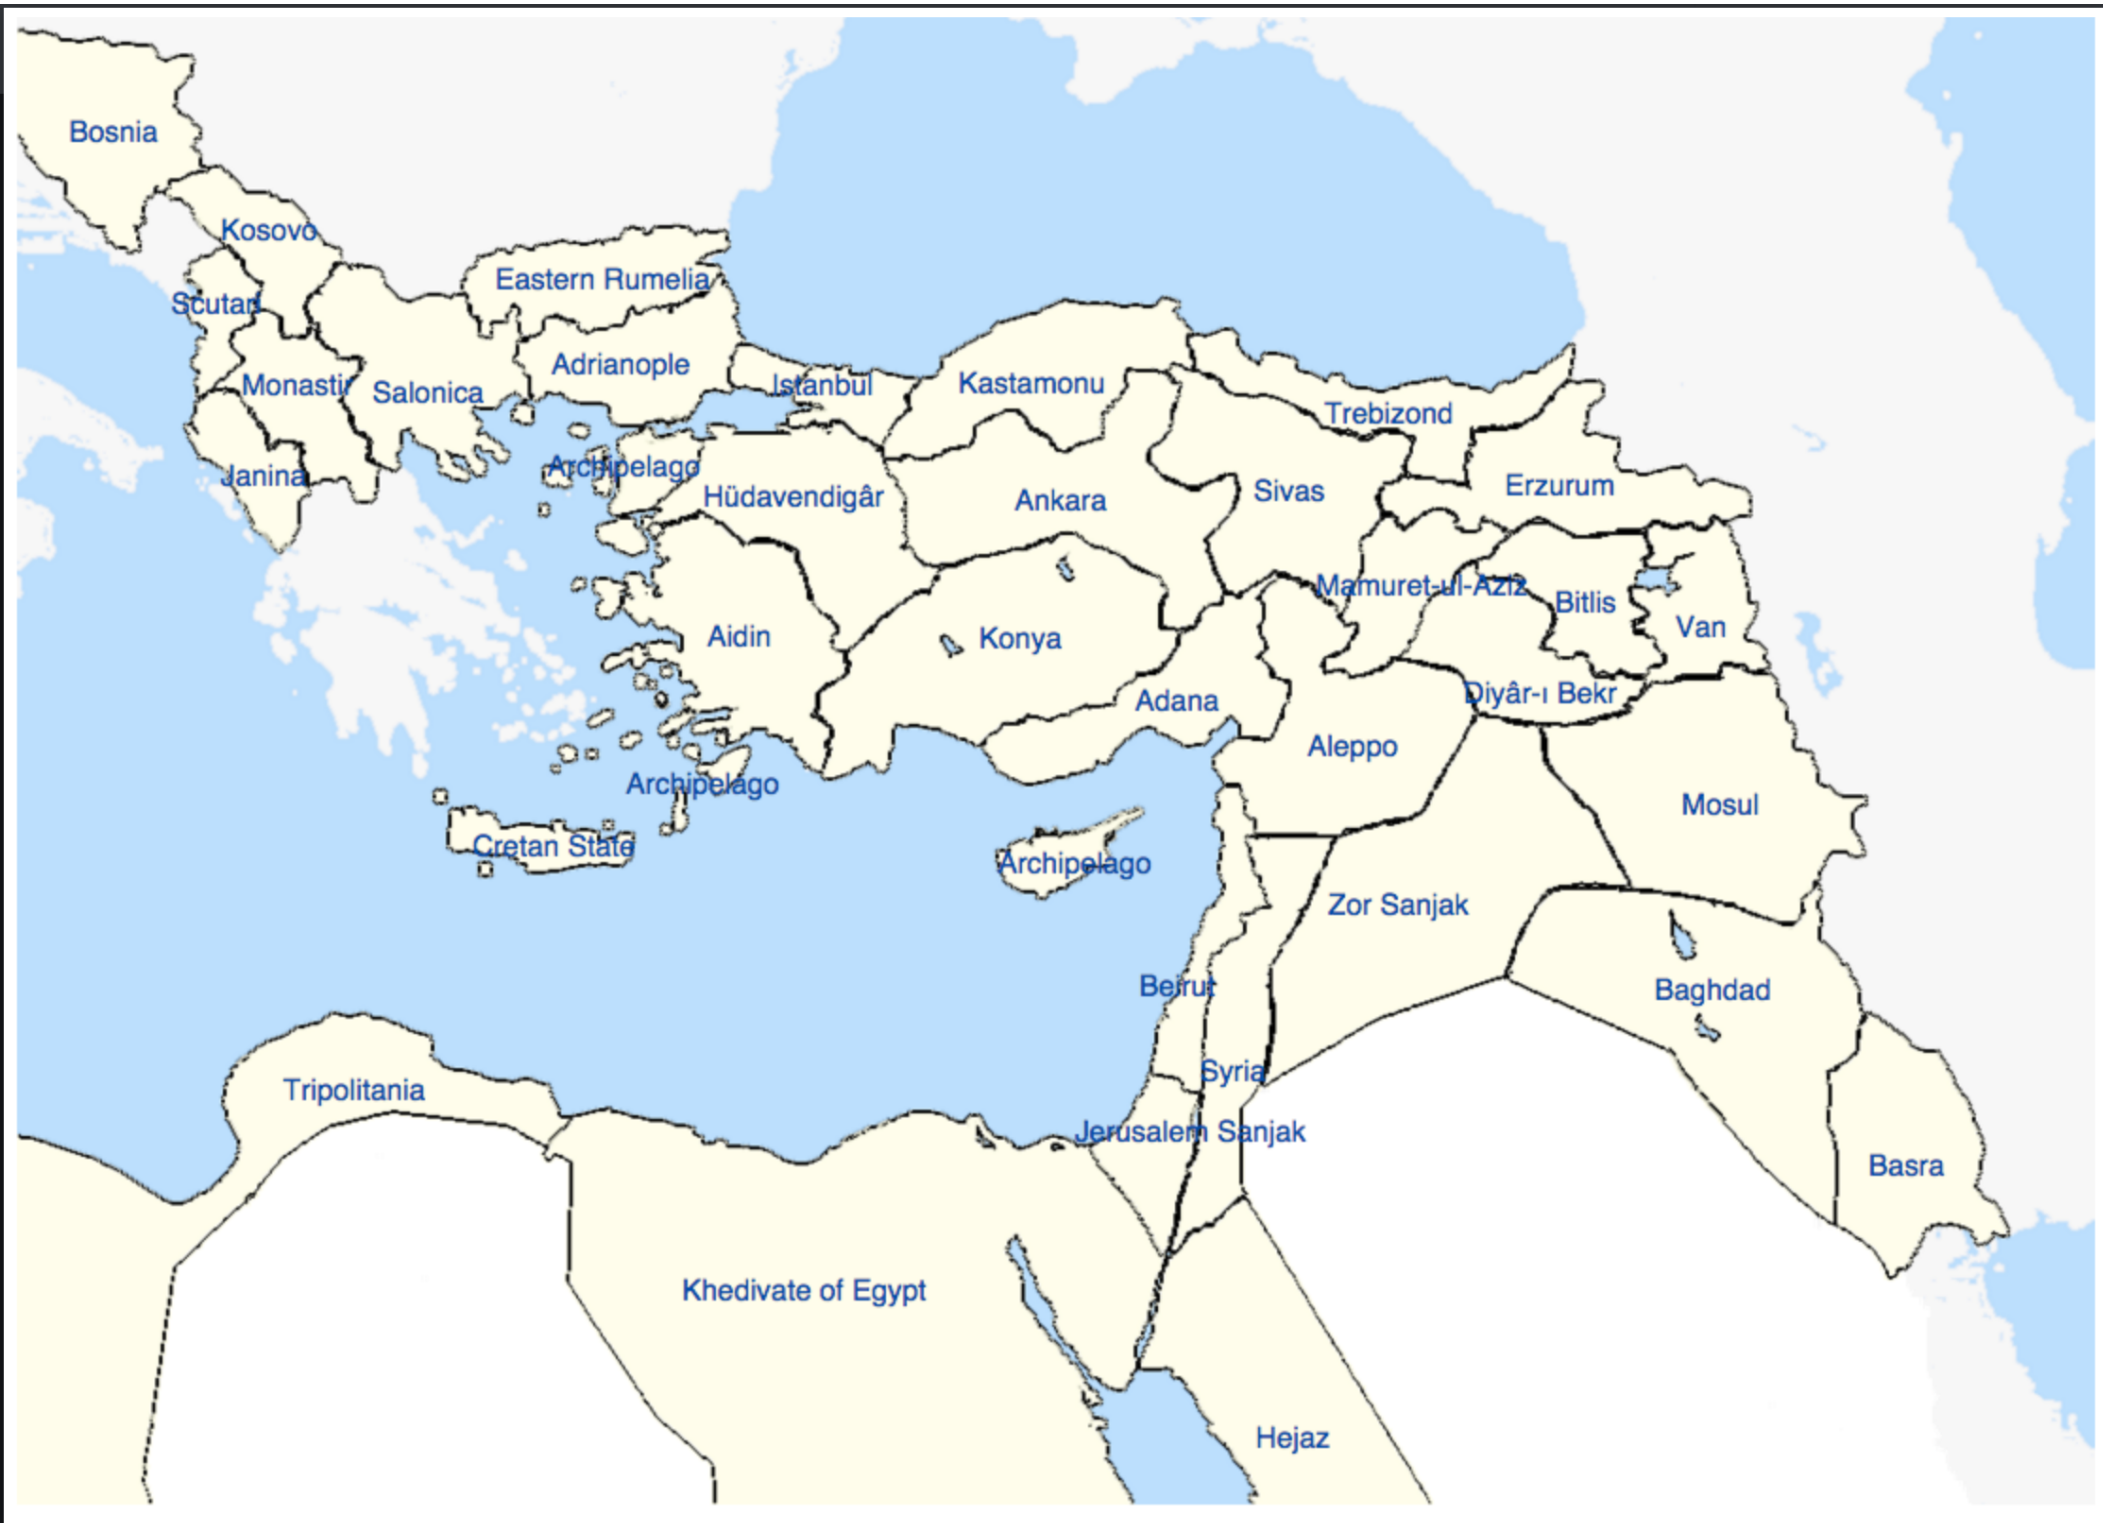 Bosnia
Kosovo
Eastern Rumelia
Scutari
Adrianople
Istanbul
Kastamonu
Monastir
Salonica
Trebizond
Janina
Archipelago
Hüdavendigâr
Ankara
Sivas
Erzurum
Mamuret-ul-Aziz
Bitlis
Van
Aidin
Konya
Adana
Diyâr-ı Bekr
Aleppo
Archipelago
Mosul
Cretan State
Archipelago
Zor Sanjak
Beirut
Baghdad
Syria
Tripolitania
Jerusalem Sanjak
Basra
Khedivate of Egypt
Hejaz